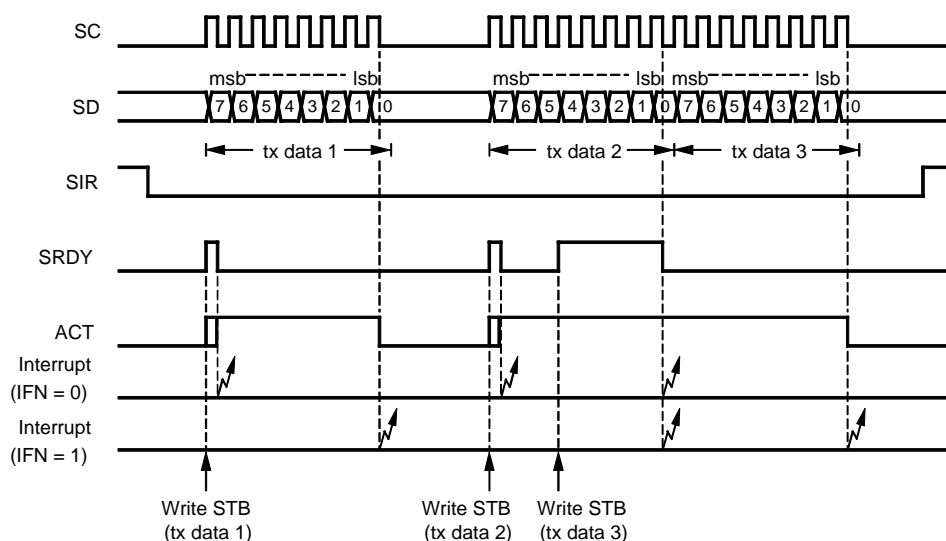 SC
msb lsb msb lsb msb lsb
SD 7 6 5 4 3 2 1 0 7 6 5 4 3 2 1 0 7 6 5 4 3 2 1 0
tx data 1 tx data 2 tx data 3
SIR
SRDY
ACT
Interrupt
(IFN = 0)
Interrupt
(IFN = 1)
Write STB Write STB Write STB
(tx data 1) (tx data 2) (tx data 3)